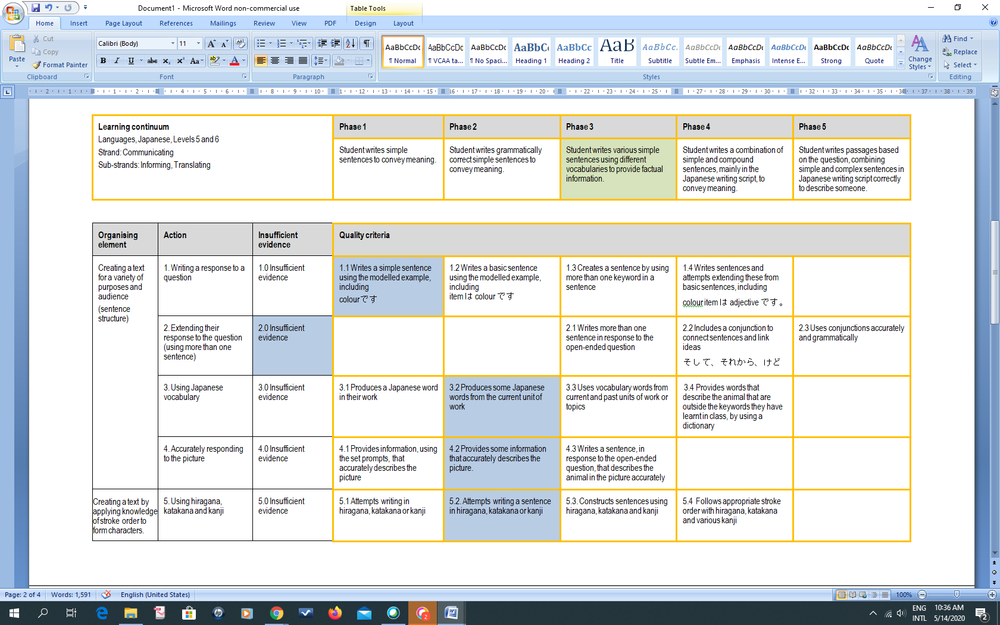 Document1 - Microsoft Word non-commercial use
Table Tools
Home
Insert
Page Layout
References
Mailings
Review
View
PDF
Design
Layout
Paste
Cut
Copy
Format Painter
Clipboard
Calibri (Body)
11
Font
Paragraph
AaBbCcDc
¶ Normal
AaBbCcDc
¶ VCAA ta...
AaBbCcDc
¶ No Spaci...
AaBbC
Heading 1
AaBbCc
Heading 2
AaB
Title
AaBbCc.
Subtitle
AaBbCcDc
Subtle Em...
AaBbCcDc
Emphasis
AaBbCcDc
Intense E...
AaBbCcDc
Strong
AaBbCcDc
Quote
Change
Styles
Styles
Find
Replace
Select
Editing
Learning continuum
Languages, Japanese, Levels 5 and 6
Strand: Communicating
Sub-strands: Informing, Translating
Phase 1
Phase 2
Phase 3
Phase 4
Phase 5
Student writes simple
sentences to convey meaning.
Student writes grammatically
correct simple sentences to
convey meaning.
Student writes various simple
sentences using different
vocabularies to provide factual
information.
Student writes a combination of
simple and compound
sentences, mainly in the
Japanese writing script, to
convey meaning.
Student writes passages based
on the question, combining
simple and complex sentences in
Japanese writing script correctly
to describe someone.
Organising
element
Action
Insufficient
evidence
Quality criteria
Creating a text
for a variety of
purposes and
audience
(sentence
structure)
1. Writing a response to a
question
1.0 Insufficient
evidence
1.1 Writes a simple sentence
using the modelled example,
including
colourです
1.2 Writes a basic sentence
using the modelled example,
including
item は colour です
1.3 Creates a sentence by using
more than one keyword in a
sentence
1.4 Writes sentences and
attempts extending these from
basic sentences, including
colour item は adjective です。
2. Extending their
response to the question
(using more than one
sentence)
2.0 Insufficient
evidence
2.1 Writes more than one
sentence in response to the
open-ended question
2.2 Includes a conjunction to
connect sentences and link
ideas
そして、それから、けど
2.3 Uses conjunctions accurately
and grammatically
3. Using Japanese
vocabulary
3.0 Insufficient
evidence
3.1 Produces a Japanese word
in their work
3.2 Produces some Japanese
words from the current unit of
work
3.3 Uses vocabulary words from
current and past units of work or
topics
3.4 Provides words that
describe the animal that are
outside the keywords they have
learnt in class, by using a
dictionary
4. Accurately responding
to the picture
4.0 Insufficient
evidence
4.1 Provides information, using
the set prompts, that
accurately describes the
picture
4.2 Provides some information
that accurately describes the
picture.
4.3 Writes a sentence, in
response to the open-ended
question, that describes the
animal in the picture accurately
Creating a text by
applying knowledge
of stroke order to
form characters.
5. Using hiragana,
katakana and kanji
5.0 Insufficient
evidence
5.1 Attempts writing in
hiragana, katakana or kanji
5.2. Attempts writing a sentence
in hiragana, katakana or kanji
5.3. Constructs sentences using
hiragana, katakana and kanji
5.4 Follows appropriate stroke
order with hiragana, katakana
and various kanji
Page: 2 of 4
Words: 1,591
English (United States)
100%
ENG
INTL
10:36 AM
5/14/2020